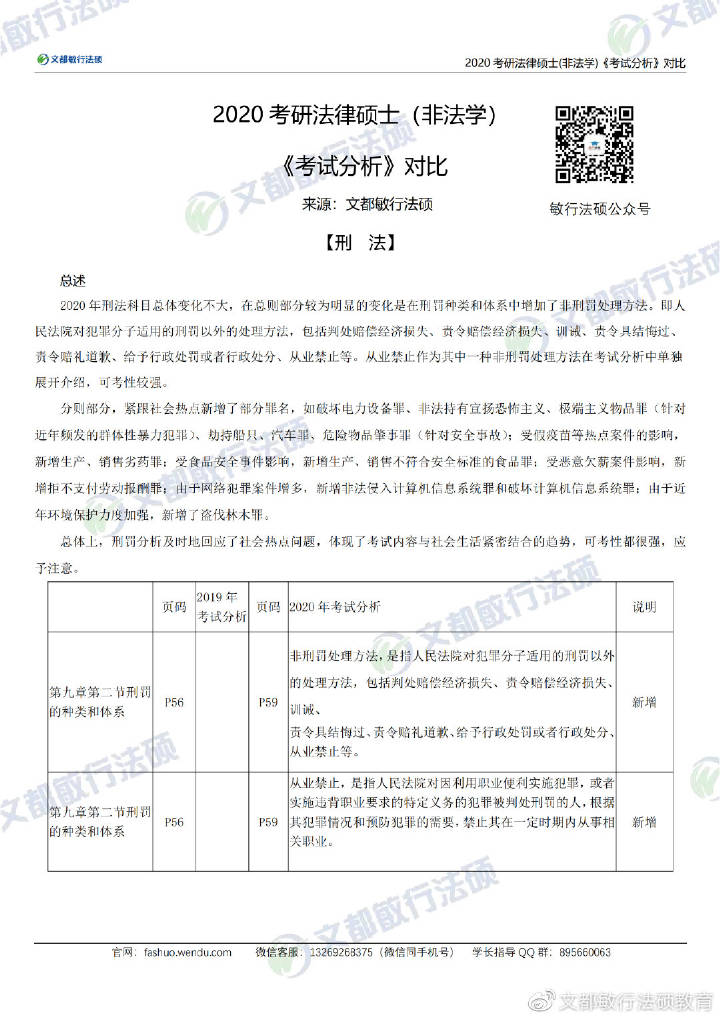 文都敏行法硕
2020考研法律硕士(非法学)《考试分析》对比
2020考研法律硕士（非法学）
《考试分析》对比
来源：文都敏行法硕
敏行法硕公众号
【刑 法】
总述
2020年刑法科目总体变化不大，在总则部分较为明显的变化是在刑罚种类和体系中增加了非刑罚处理方法。即人
民法院对犯罪分子适用的刑罚以外的处理方法，包括判处赔偿经济损失、责令赔偿经济损失、训诫、责令具结悔过、
责令赔礼道歉、给予行政处罚或者行政处分、从业禁止等。从业禁止作为其中一种非刑罚处理方法在考试分析中单独
展开介绍，可考性较强。
分则部分，紧跟社会热点新增了部分罪名，如破坏电力设备罪、非法持有宣扬恐怖主义、极端主义物品罪（针对
近年频发的群体性暴力犯罪）、劫持船只、汽车罪、危险物品肇事罪（针对安全事故）；受假疫苗等热点案件的影响，
新增生产、销售劣药罪；受食品安全事件影响，新增生产、销售不符合安全标准的食品罪；受恶意欠薪案件影响，新
增拒不支付劳动报酬罪；由于网络犯罪案件增多，新增非法侵入计算机信息系统罪和破坏计算机信息系统罪；由于近
年环境保护力度加强，新增了盗伐林木罪。
总体上，刑罚分析及时地回应了社会热点问题，体现了考试内容与社会生活紧密结合的趋势，可考性都很强，应
予注意。
页码 2019年 页码 2020年考试分析 说明
考试分析
非刑罚处理方法，是指人民法院对犯罪分子适用的刑罚以外
的处理方法，包括判处赔偿经济损失、责令赔偿经济损失、
训诫、
责令具结悔过、责令赔礼道歉、给予行政处罚或者行政处分、
从业禁止等。
第九章第二节刑罚
的种类和体系
P56 P59 新增
从业禁止，是指人民法院对因利用职业便利实施犯罪，或者
实施违背职业要求的特定义务的犯罪被判处刑罚的人，根据
其犯罪情况和预防犯罪的需要，禁止其在一定时期内从事相
关职业。
第九章第二节刑罚
的种类和体系
P56 P59 新增
官网：fashuo.wendu.com 微信客服：13269268375（微信同手机号） 学长指导QQ群：895660063
@文都敏行法硕教育